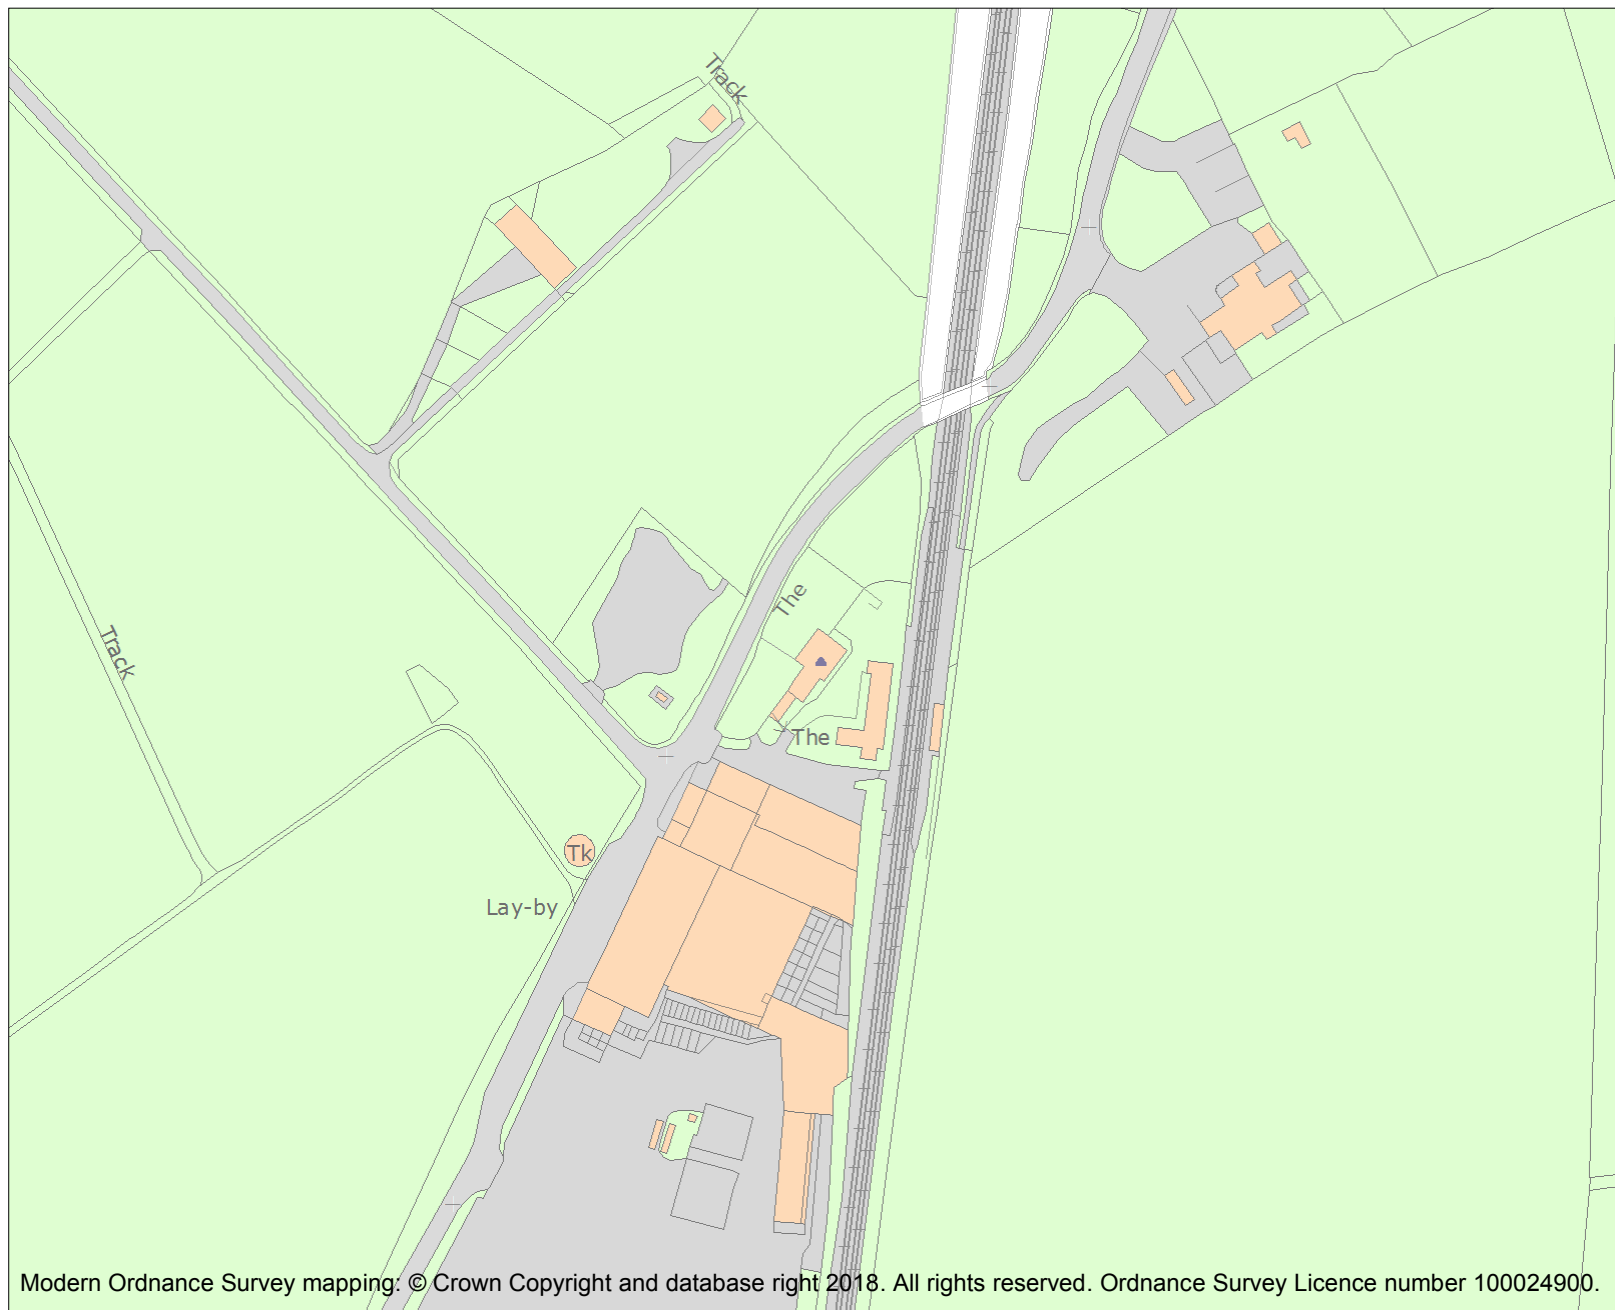 Track
The
Track
The
Tk
Lay-by
Modern Ordnance Survey mapping: © Crown Copyright and database right 2018. All rights reserved. Ordnance Survey Licence number 100024900.